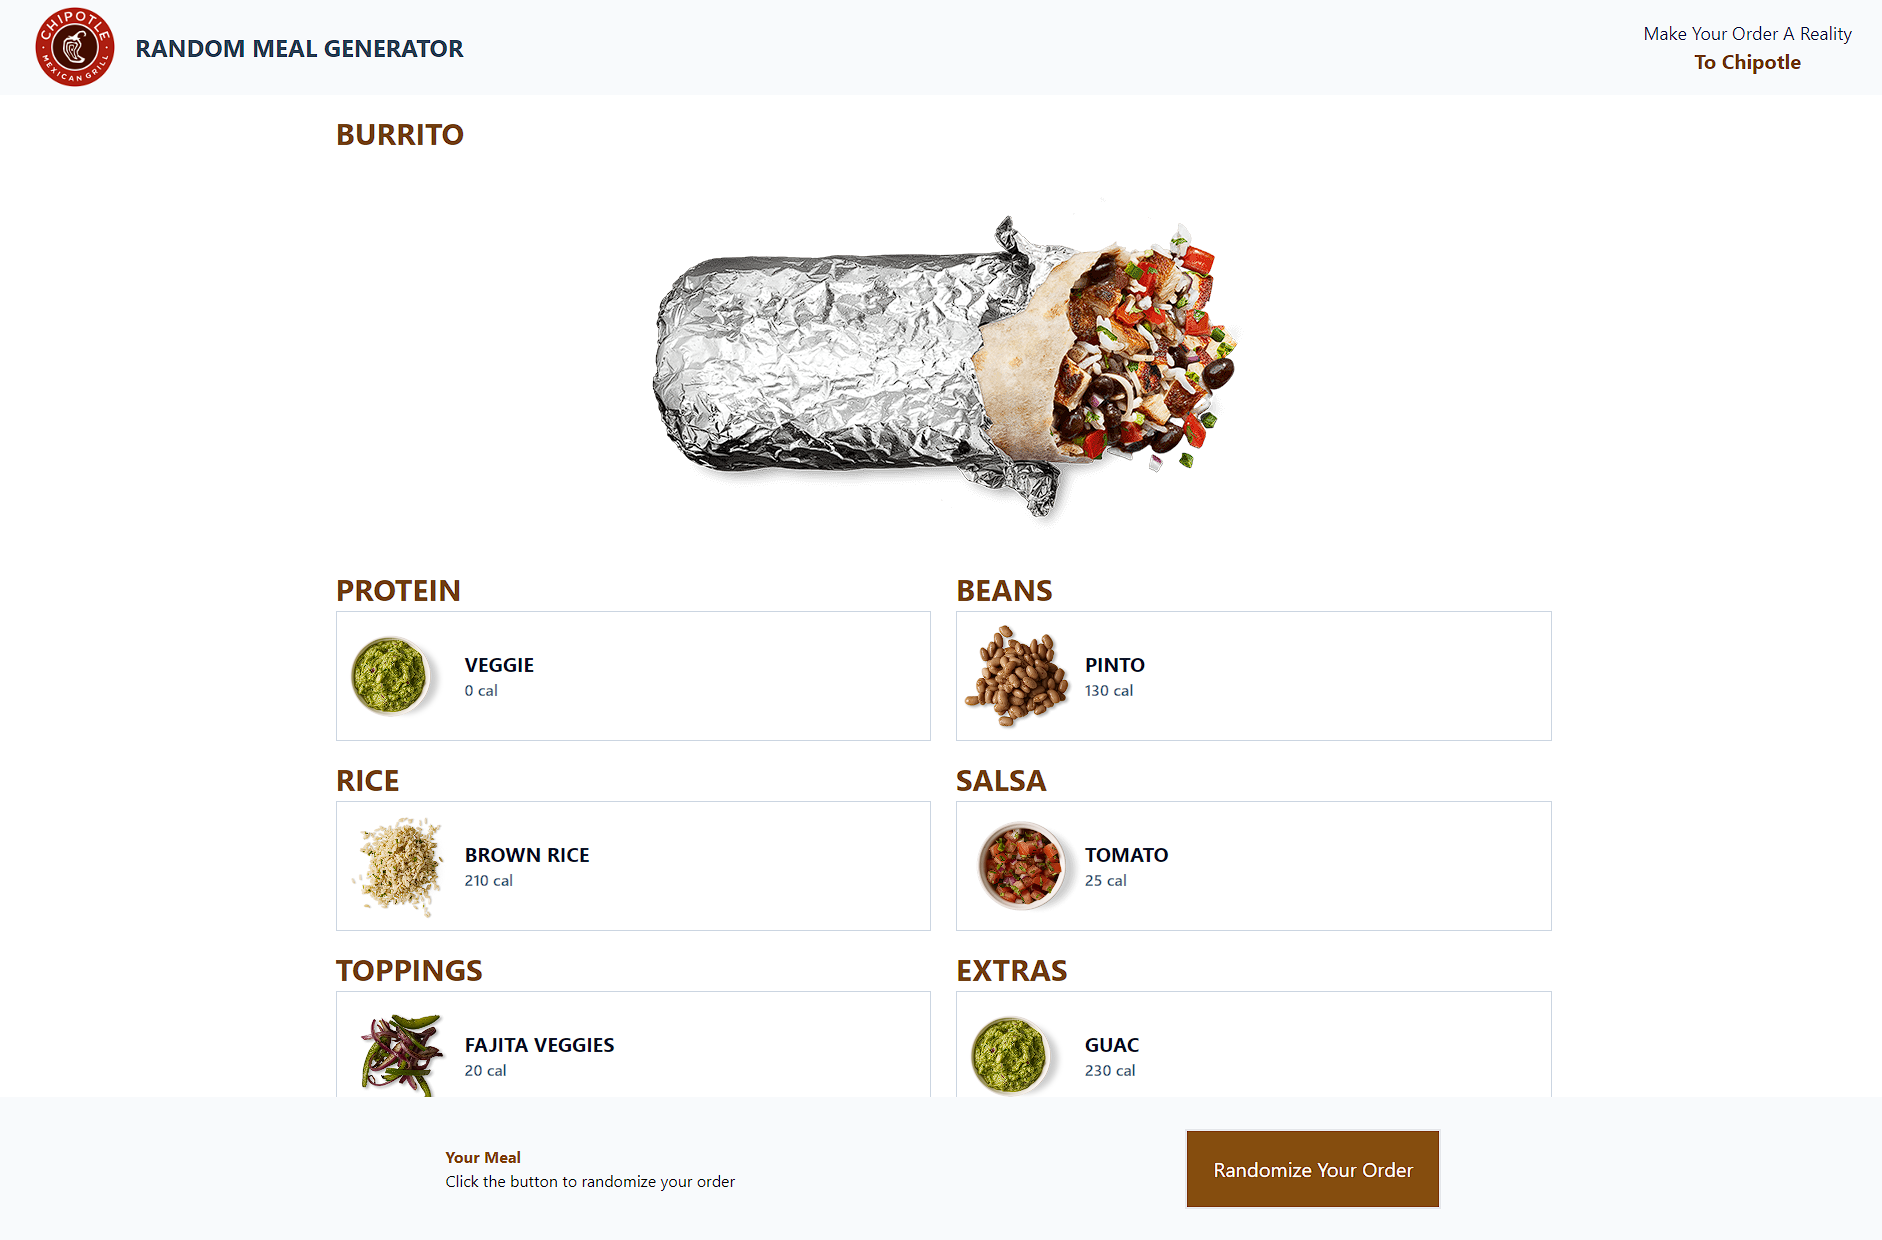 CHIPOTLE
MEXICAN GRILL
RANDOM MEAL GENERATOR
Make Your Order A Reality
To Chipotle
BURRITO
PROTEIN
VEGGIE
0 cal
BEANS
PINTO
130 cal
RICE
BROWN RICE
210 cal
SALSA
TOMATO
25 cal
TOPPINGS
FAJITA VEGGIES
20 cal
EXTRAS
GUAC
230 cal
Your Meal
Click the button to randomize your order
Randomize Your Order